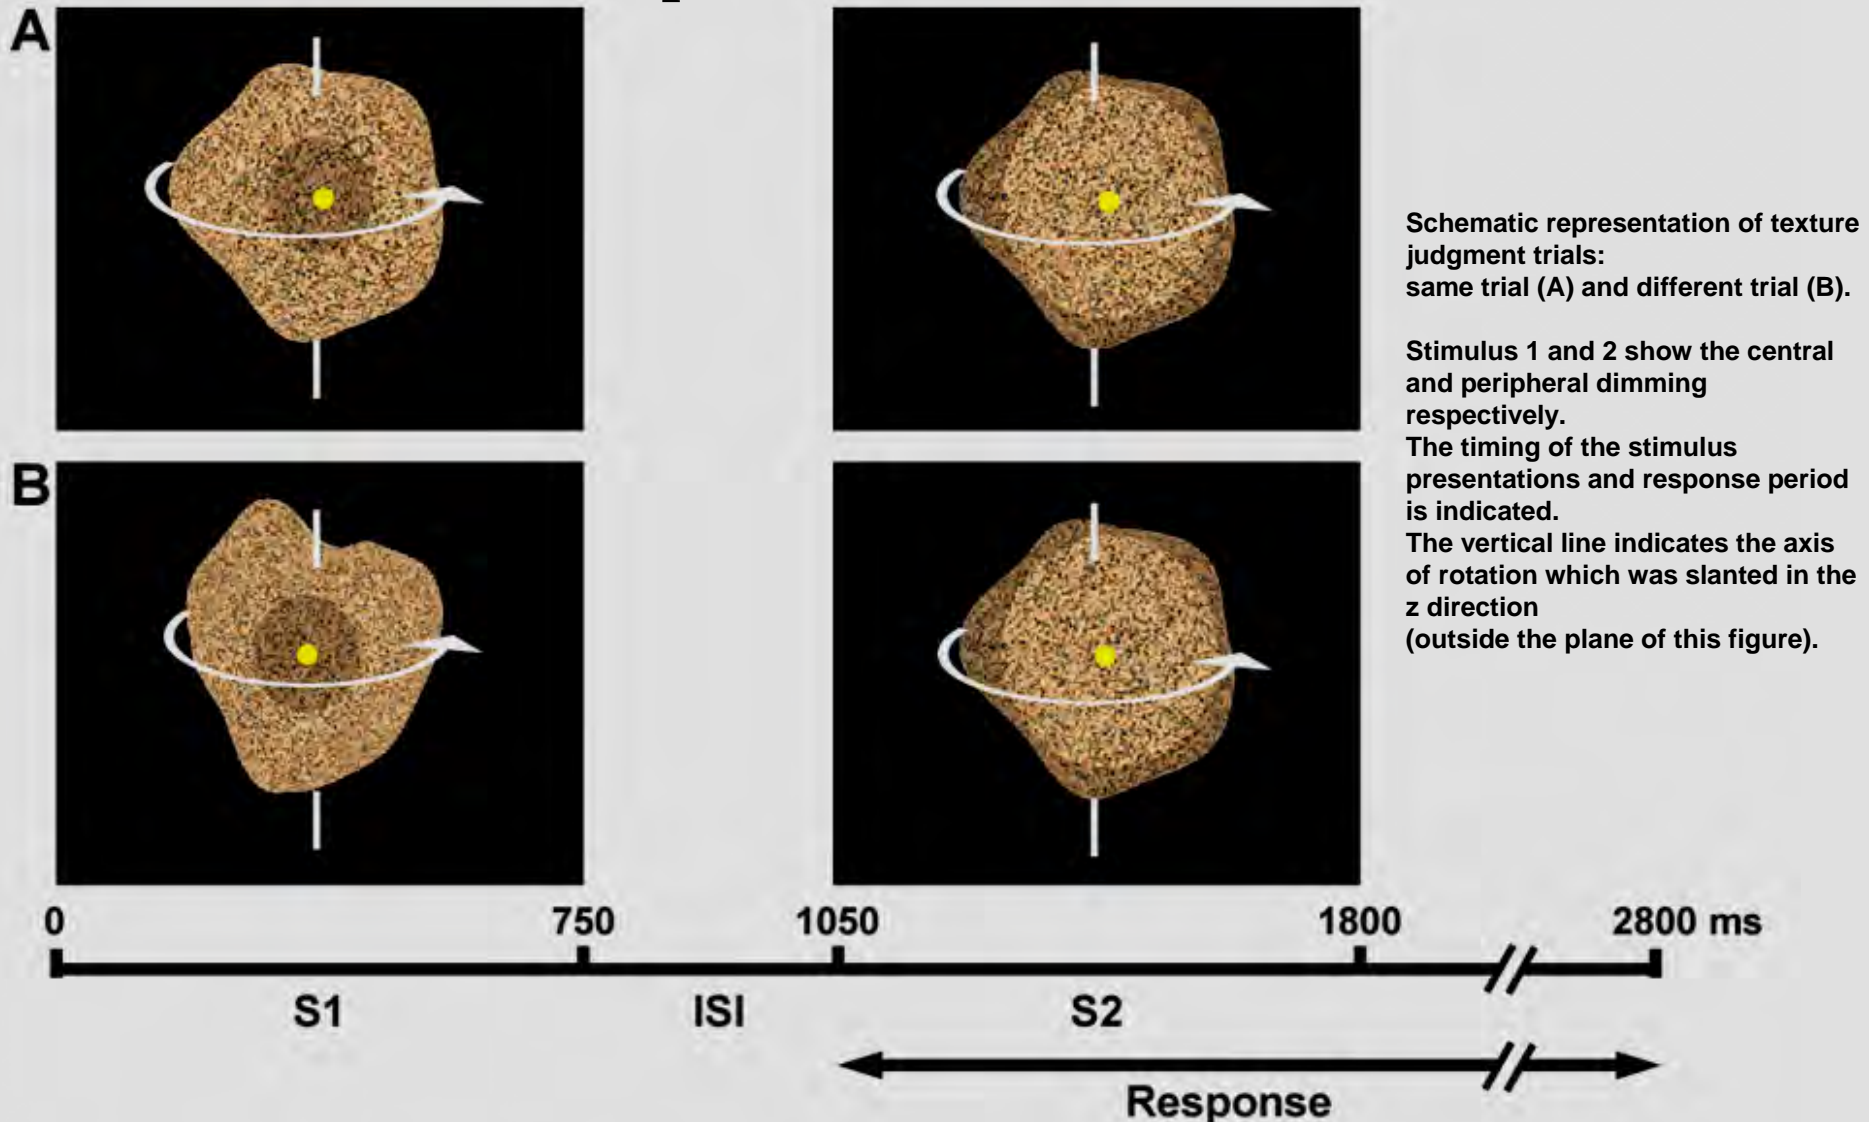 A
B
Schematic representation of texture
judgment trials:
same trial (A) and different trial (B).
Stimulus 1 and 2 show the central
and peripheral dimming
respectively.
The timing of the stimulus
presentations and response period
is indicated.
The vertical line indicates the axis
of rotation which was slanted in the
z direction
(outside the plane of this figure).
0 750 1050 1800 2800 ms
S1 ISI S2
Response